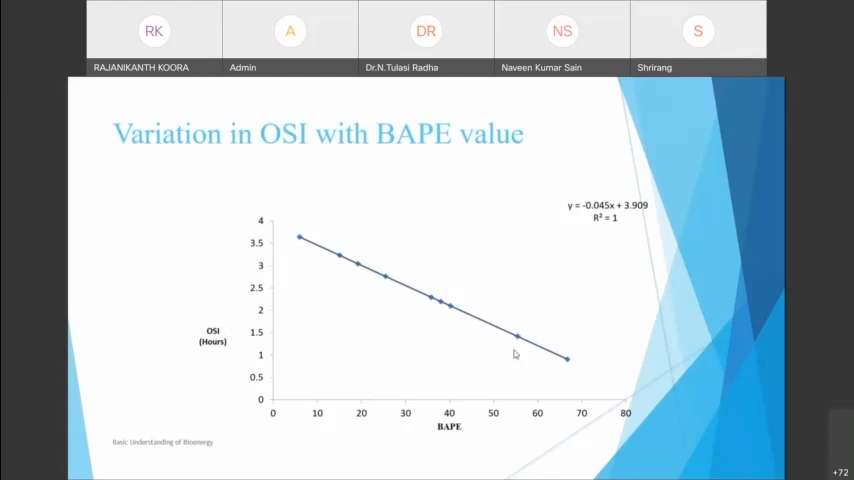 RK
A
DR
NS
S
RAJANIKANTH KOORA
Admin
Dr.N.Tulasi Radha
Naveen Kumar Sain
Shrirang
Variation in OSI with BAPE value
y = -0.045x + 3.909
R² = 1
4
3.5
3
2.5
2
1.5
1
0.5
0
OSI
(Hours)
0 10 20 30 40 50 60 70 80
BAPE
Basic Understanding of Bioenergy
+72